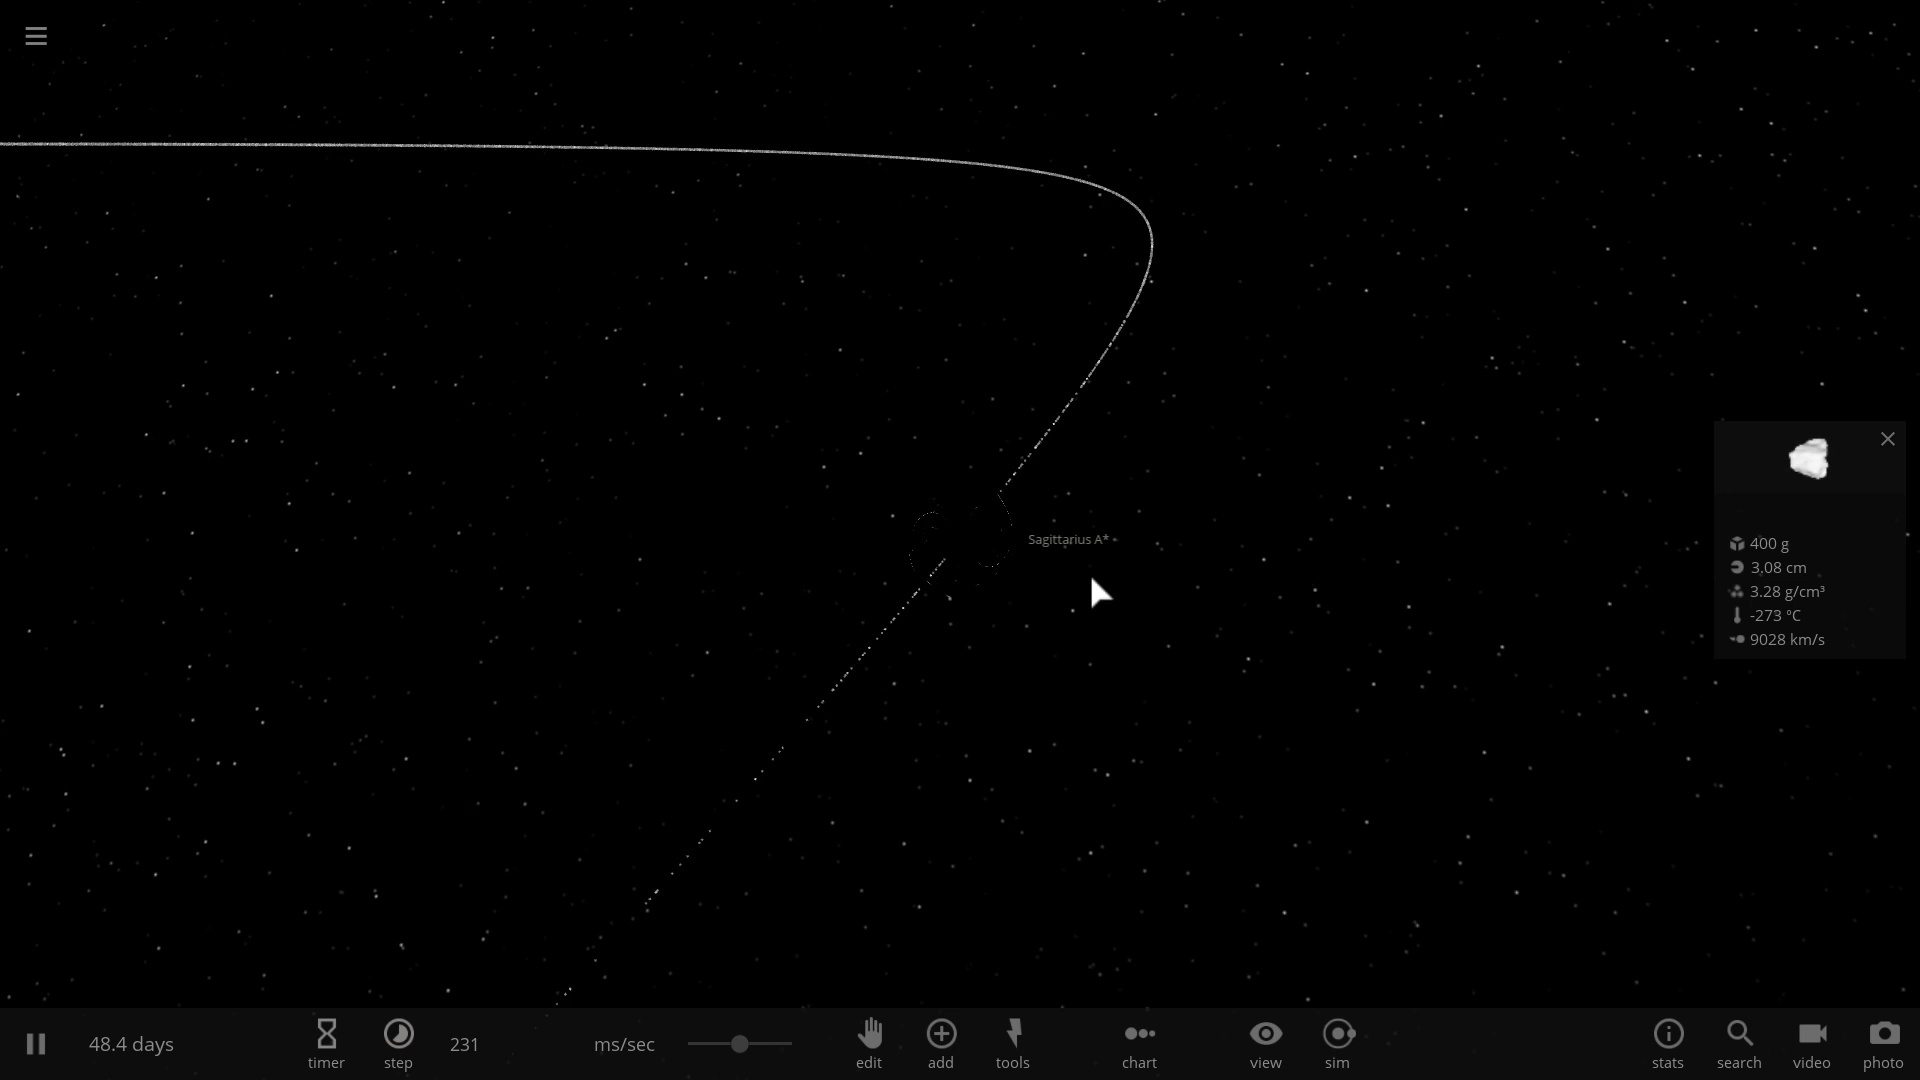 Sagittarius A*
400 g
3.08 cm
3.28 g/cm³
-273 °C
9028 km/s
48.4 days
timer
step
231
ms/sec
edit
add
tools
chart
view
sim
stats
search
video
photo